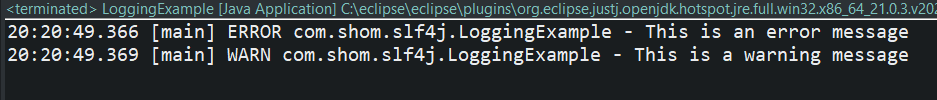 <terminated> LoggingExample [Java Application] C:\eclipse\eclipse\plugins\org.eclipse.justj.openjdk.hotspot.jre.full.win32.x86_64_21.0.3.v202
20:20:49.366 [main] ERROR com.shom.slf4j.LoggingExample - This is an error message
20:20:49.369 [main] WARN com.shom.slf4j.LoggingExample - This is a warning message